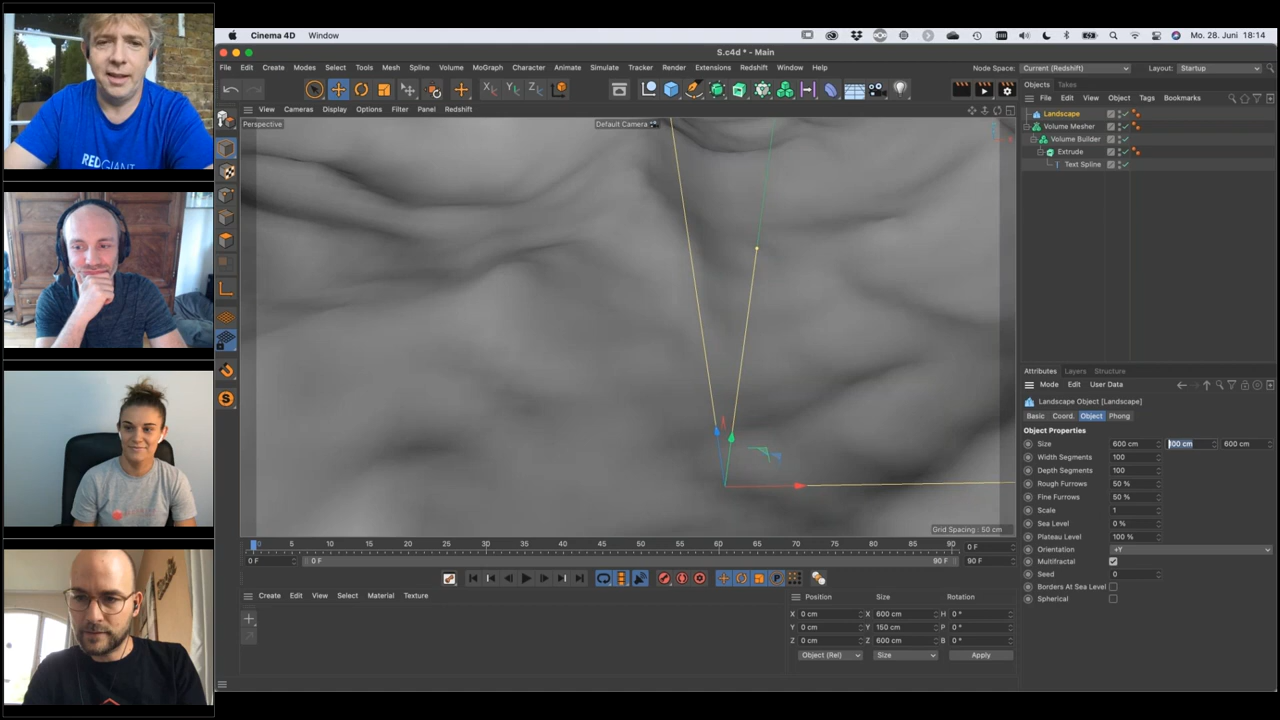 Cinema 4D Window
Mo. 28. Juni 18:14
S.c4d * - Main
File Edit Create Modes Select Tools Mesh Spline Volume MoGraph Character Animate Simulate Tracker Render Extensions Redshift Window Help
Node Space: Current (Redshift) Layout: Startup
View Cameras Display Options Filter Panel Redshift
Perspective
Default Camera
Grid Spacing : 50 cm
Objects Takes
File Edit View Object Tags Bookmarks
Landscape
Volume Mesher
Volume Builder
Extrude
Text Spline
Attributes Layers Structure
Mode Edit User Data
Landscape Object [Landscape]
Basic Coord. Object Phong
Object Properties
Size 600 cm 100 cm 600 cm
Width Segments 100
Depth Segments 100
Rough Furrows 50 %
Fine Furrows 50 %
Scale 1
Sea Level 0 %
Plateau Level 100 %
Orientation +Y
Multifractal
Seed 0
Borders At Sea Level
Spherical
0 5 10 15 20 25 30 35 40 45 50 55 60 65 70 75 80 85 90 0 F
0 F 0 F 90 F 90 F
Create Edit View Select Material Texture
Position Size Rotation
X 0 cm X 600 cm H 0 °
Y 0 cm Y 150 cm P 0 °
Z 0 cm Z 600 cm B 0 °
Object (Rel) Size Apply
REDGIANT